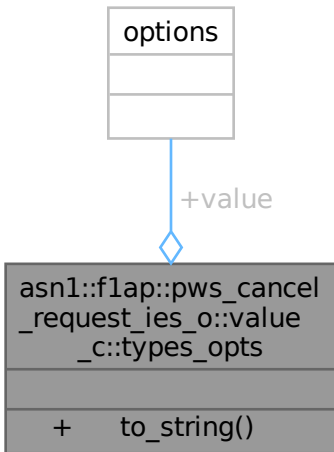 options
+value
asn1::f1ap::pws_cancel
_request_ies_o::value
_c::types_opts
+ to_string()